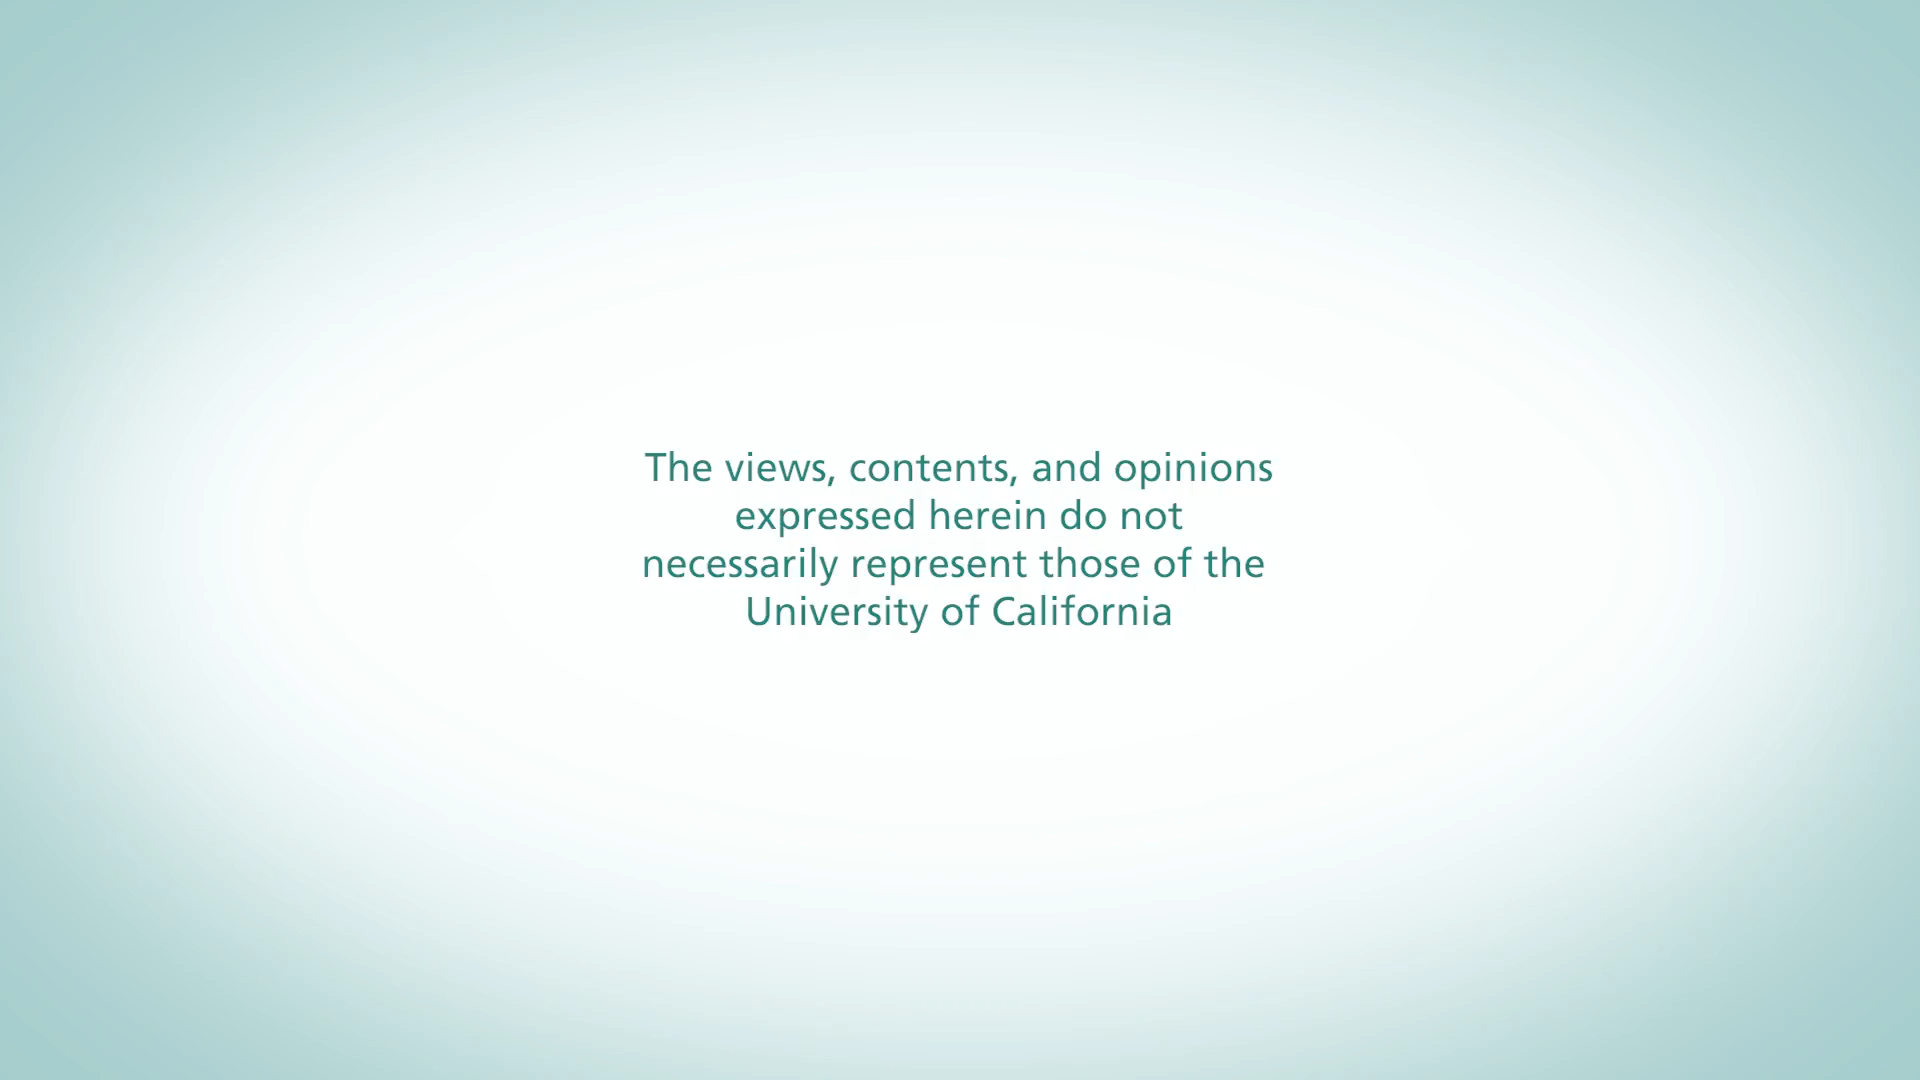 The views, contents, and opinions
expressed herein do not
necessarily represent those of the
University of California